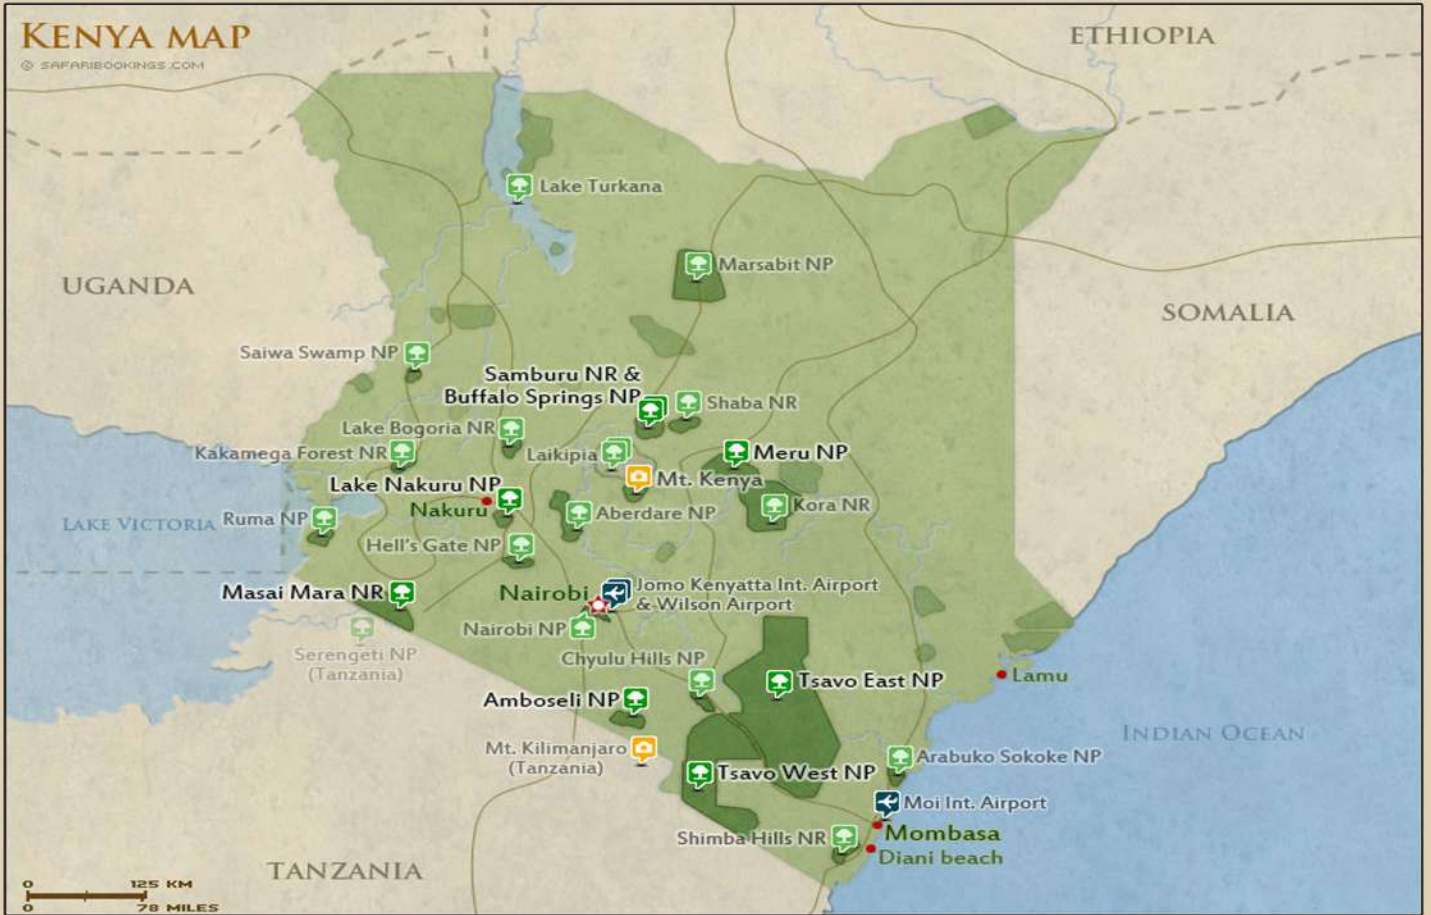 KENYA MAP
© SAFARIBOOKINGS.COM
ETHIOPIA
Lake Turkana
Marsabit NP
UGANDA
SOMALIA
Saiwa Swamp NP
Samburu NR &
Buffalo Springs NP
Shaba NR
Lake Bogoria NR
Kakamega Forest NR
Laikipia
Meru NP
Mt. Kenya
Lake Nakuru NP
Nakuru
Aberdare NP
Kora NR
LAKE VICTORIA
Ruma NP
Hell's Gate NP
Masai Mara NR
Nairobi
Jomo Kenyatta Int. Airport
& Wilson Airport
Nairobi NP
Serengeti NP
(Tanzania)
Chyulu Hills NP
Tsavo East NP
Lamu
Amboseli NP
INDIAN OCEAN
Mt. Kilimanjaro
(Tanzania)
Arabuko Sokoke NP
Tsavo West NP
Moi Int. Airport
Shimba Hills NR
Mombasa
Diani beach
TANZANIA
0 125 KM
0 78 MILES